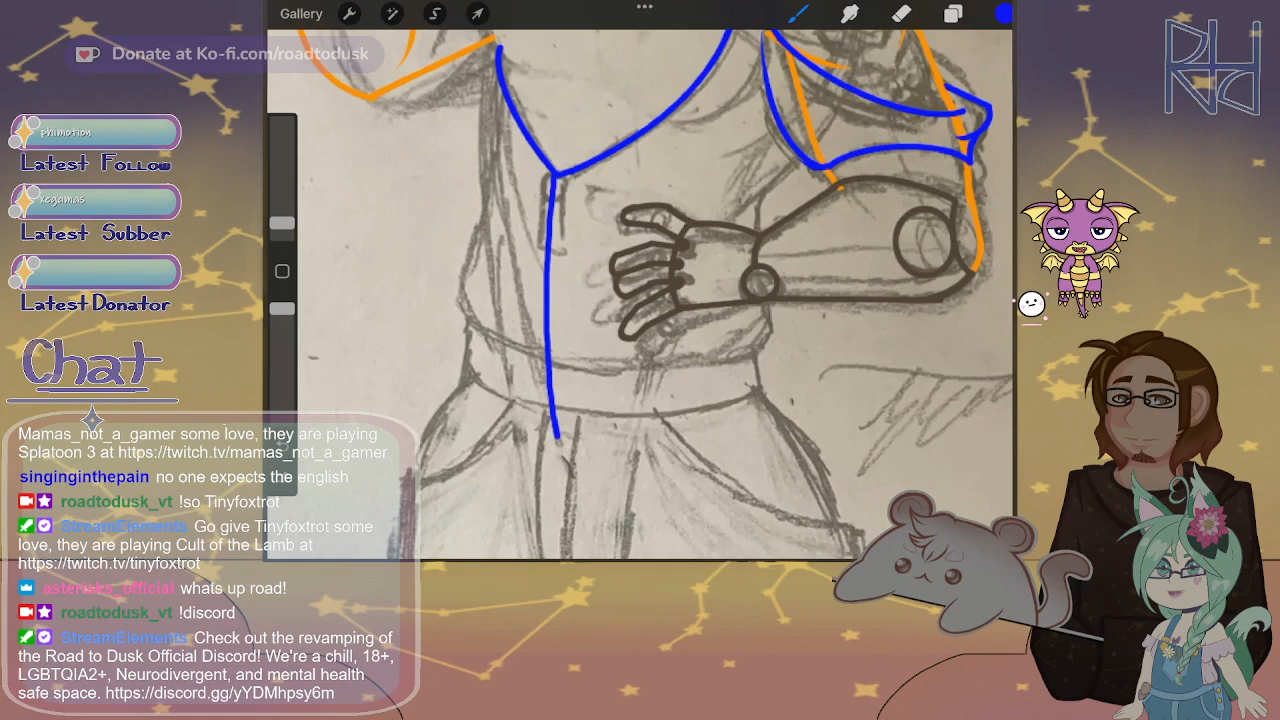 Gallery
Donate at Ko-fi.com/roadtodusk
phimotion
Latest Follow
xcgamas
Latest Subber
Latest Donator
Chat
Mamas_not_a_gamer some love, they are playing
Splatoon 3 at https://twitch.tv/mamas_not_a_gamer
singinginthepain no one expects the english
roadtodusk_vt !so Tinyfoxtrot
StreamElements Go give Tinyfoxtrot some
love, they are playing Cult of the Lamb at
https://twitch.tv/tinyfoxtrot
asterisks_official whats up road!
roadtodusk_vt !discord
StreamElements Check out the revamping of
the Road to Dusk Official Discord! We're a chill, 18+,
LGBTQIA2+, Neurodivergent, and mental health
safe space. https://discord.gg/yYDMhpsy6m